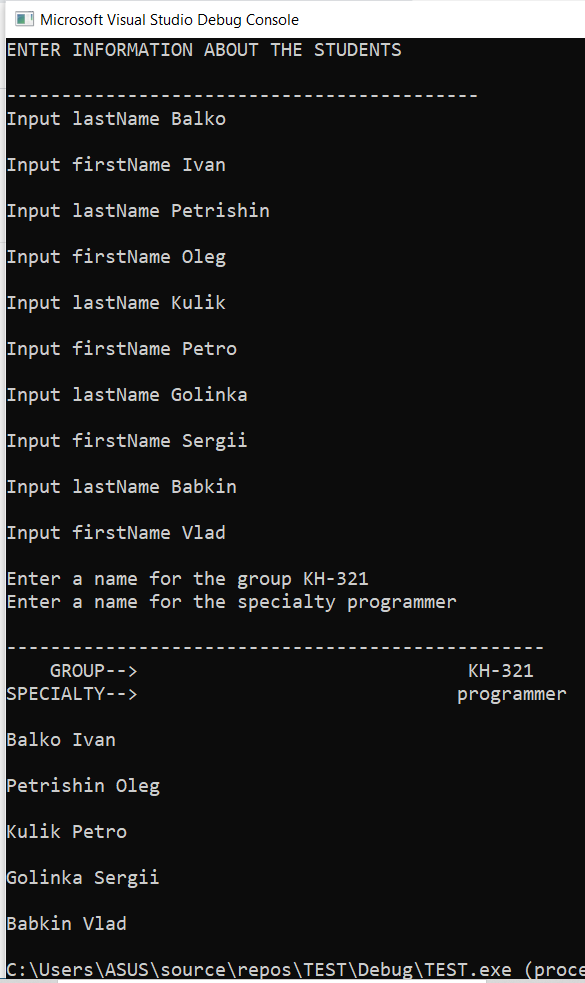 Microsoft Visual Studio Debug Console
ENTER INFORMATION ABOUT THE STUDENTS
-------------------------------------------
Input lastName Balko
Input firstName Ivan
Input lastName Petrishin
Input firstName Oleg
Input lastName Kulik
Input firstName Petro
Input lastName Golinka
Input firstName Sergii
Input lastName Babkin
Input firstName Vlad
Enter a name for the group KH-321
Enter a name for the specialty programmer
-------------------------------------------------
GROUP--> KH-321
SPECIALTY--> programmer
Balko Ivan
Petrishin Oleg
Kulik Petro
Golinka Sergii
Babkin Vlad
C:\Users\ASUS\source\repos\TEST\Debug\TEST.exe (proce